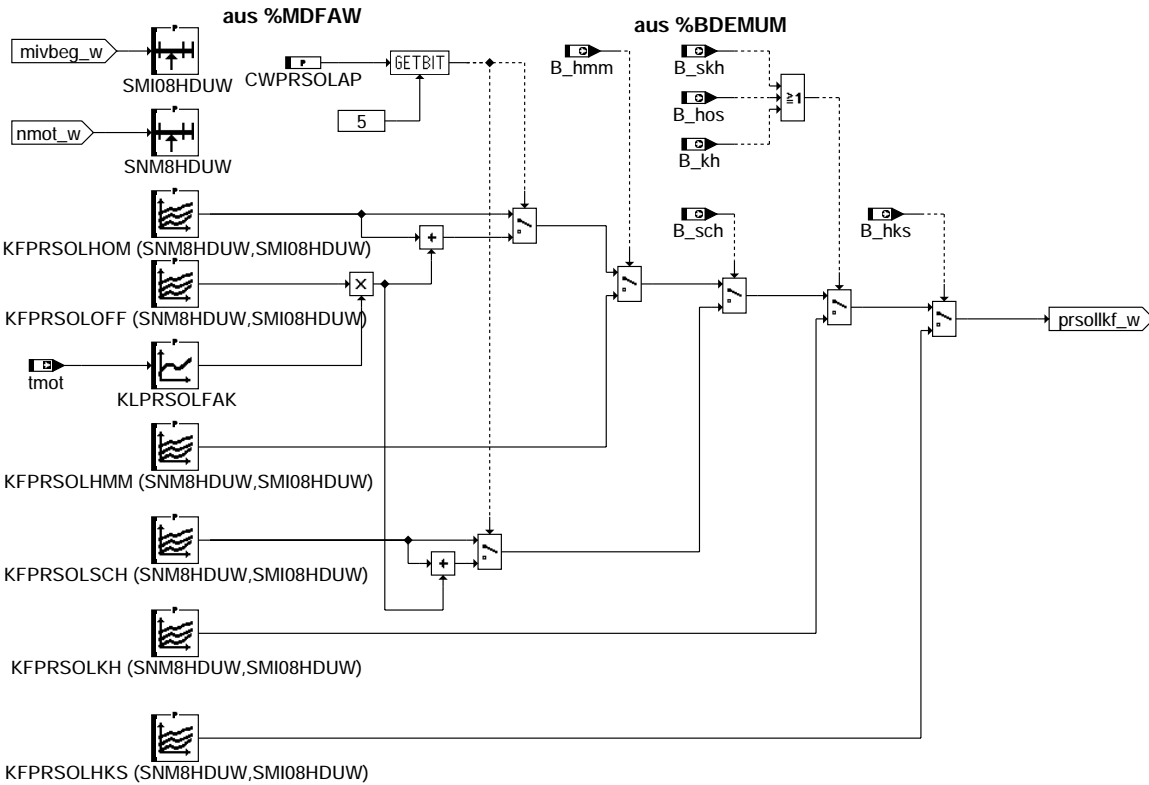 aus %MDFAW
aus %BDEMUM
mivbeg_w
P
SMI08HDUW
P
CWPRSOLAP
GETBIT
B_hmm
B_skh
nmot_w
P
SNM8HDUW
5
B_hos
≥1
B_kh
P
KFPRSOLHOM (SNM8HDUW,SMI08HDUW)
+
B_sch
B_hks
P
KFPRSOLOFF (SNM8HDUW,SMI08HDUW)
X
prsollkf_w
tmot
P
KLPRSOLFAK
P
KFPRSOLHMM (SNM8HDUW,SMI08HDUW)
P
KFPRSOLSCH (SNM8HDUW,SMI08HDUW)
+
P
KFPRSOLKH (SNM8HDUW,SMI08HDUW)
P
KFPRSOLHKS (SNM8HDUW,SMI08HDUW)